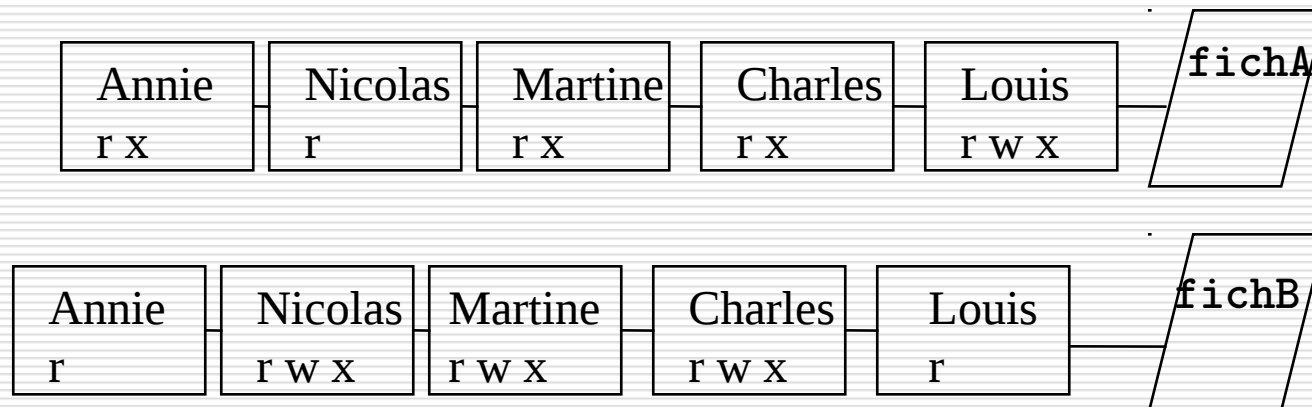 Annie Nicolas Martine Charles Louis fichA
r x r r x r x r w x
Annie Nicolas Martine Charles Louis fichB
r r w x r w x r w x r